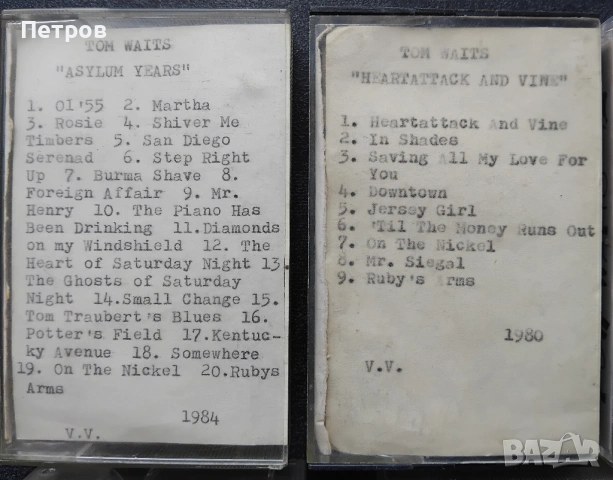 Петров
TOM WAITS
"ASYLUM YEARS"
1. Ol'55 2. Martha
3. Rosie 4. Shiver Me
Timbers 5. San Diego
Serenad 6. Step Right
Up 7. Burma Shave 8.
Foreign Affair 9. Mr.
Henry 10. The Piano Has
Been Drinking 11.Diamonds
on my Windshield 12. The
Heart of Saturday Night 13.
The Ghosts of Saturday
Night 14.Small Change 15.
Tom Traubert's Blues 16.
Potter's Field 17.Kentuc-
ky Avenue 18. Somewhere
19. On The Nickel 20.Rubys
Arms
1984
V.V.
TOM WAITS
"HEARTATTACK AND VINE"
1. Heartattack And Vine
2. In Shades
3. Saving All My Love For
You
4. Downtown
5. Jersey Girl
6. 'Til The Money Runs Out
7. On The Nickel
8. Mr. Siegal
9. Ruby's Arms
1980
V.V.
BAZAR